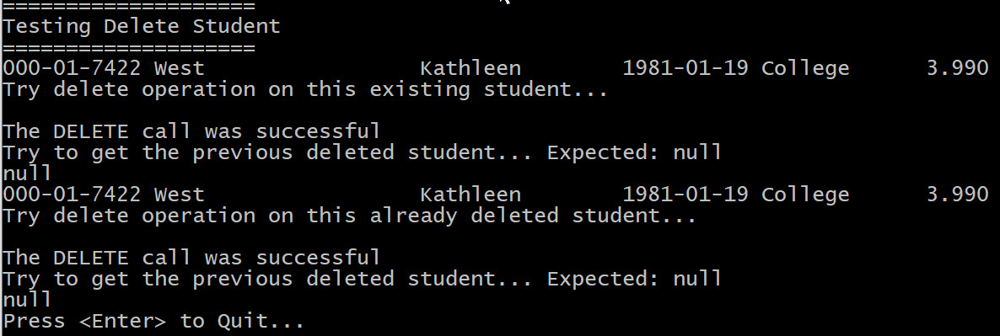 ====================
Testing Delete Student
====================
000-01-7422 West                 Kathleen        1981-01-19 College      3.990
Try delete operation on this existing student...

The DELETE call was successful
Try to get the previous deleted student... Expected: null
null
000-01-7422 West                 Kathleen        1981-01-19 College      3.990
Try delete operation on this already deleted student...

The DELETE call was successful
Try to get the previous deleted student... Expected: null
null
Press <Enter> to Quit...